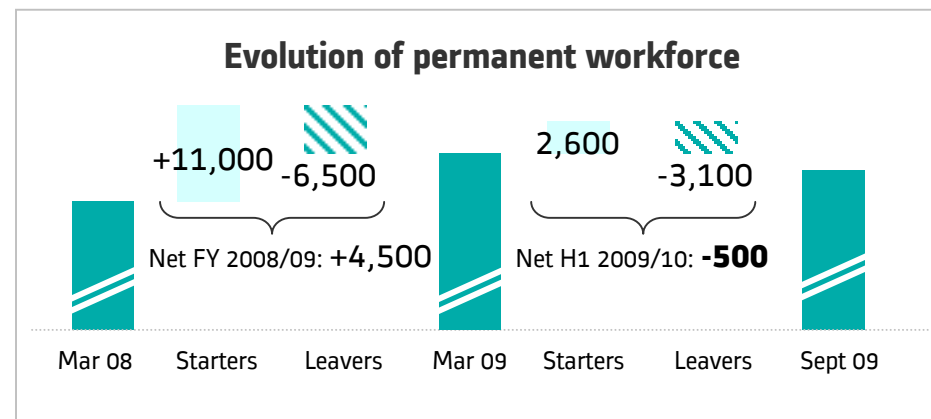 Evolution of permanent workforce
+11,000
-6,500
2,600
-3,100
Net FY 2008/09: +4,500
Net H1 2009/10: -500
Mar 08
Starters
Leavers
Mar 09
Starters
Leavers
Sept 09